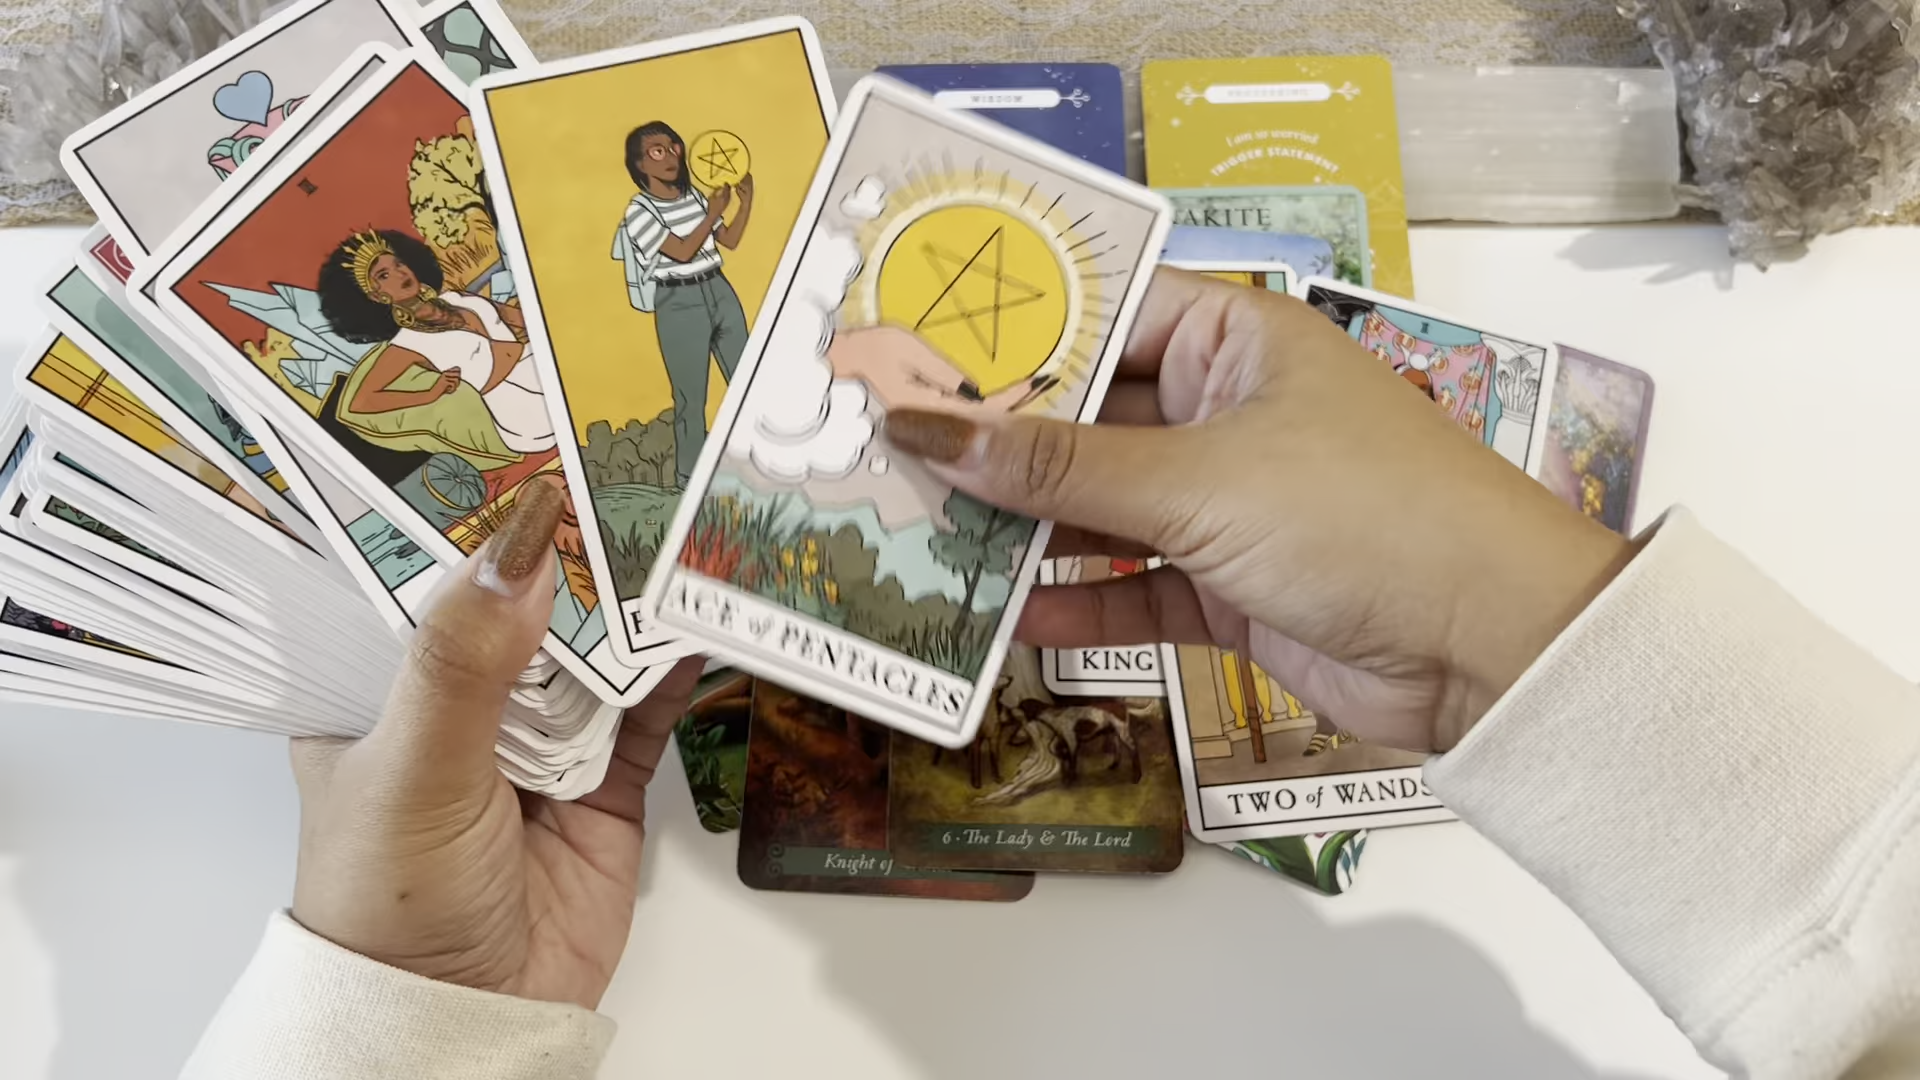 WISDOM
I am so worried
TRIGGER STATEMENT
AKITE
III
I
ACE of PENTACLES
KING
TWO of WANDS
6 · The Lady & The Lord
Knight of